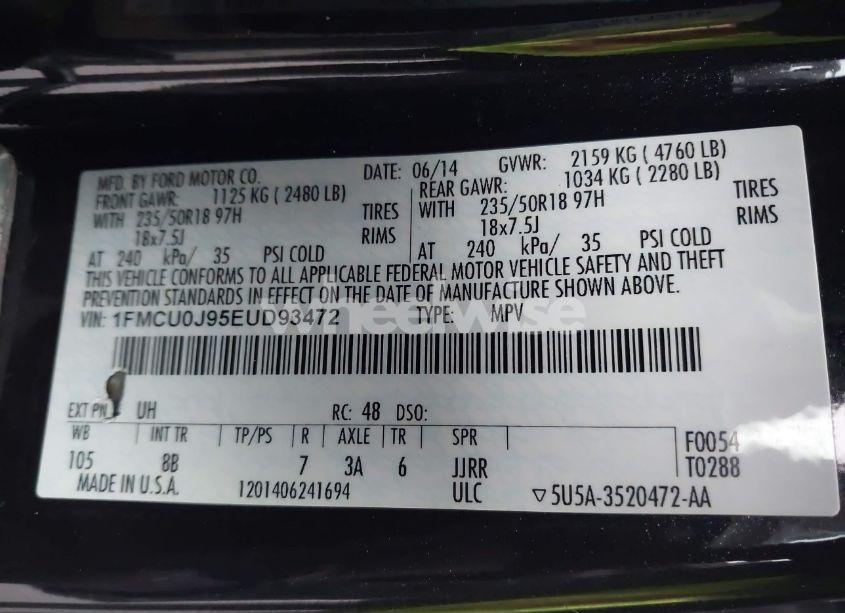 MFD. BY FORD MOTOR CO. DATE: 06/14 GVWR: 2159 KG ( 4760 LB)
FRONT GAWR: 1125 KG ( 2480 LB) REAR GAWR: 1034 KG ( 2280 LB)
WITH 235/50R18 97H TIRES WITH 235/50R18 97H TIRES
18x7.5J RIMS 18x7.5J RIMS
AT 240 kPa/ 35 PSI COLD AT 240 kPa/ 35 PSI COLD
THIS VEHICLE CONFORMS TO ALL APPLICABLE FEDERAL MOTOR VEHICLE SAFETY AND THEFT
PREVENTION STANDARDS IN EFFECT ON THE DATE OF MANUFACTURE SHOWN ABOVE.
VIN: 1FMCU0J95EUD93472 TYPE: MPV
wheelwise
EXT PN UH RC: 48 DSO:
WB INT TR TP/PS R AXLE TR SPR F0054
105 8B 7 3A 6 JJRR T0288
MADE IN U.S.A. 1201406241694 ULC ▽5U5A-3520472-AA